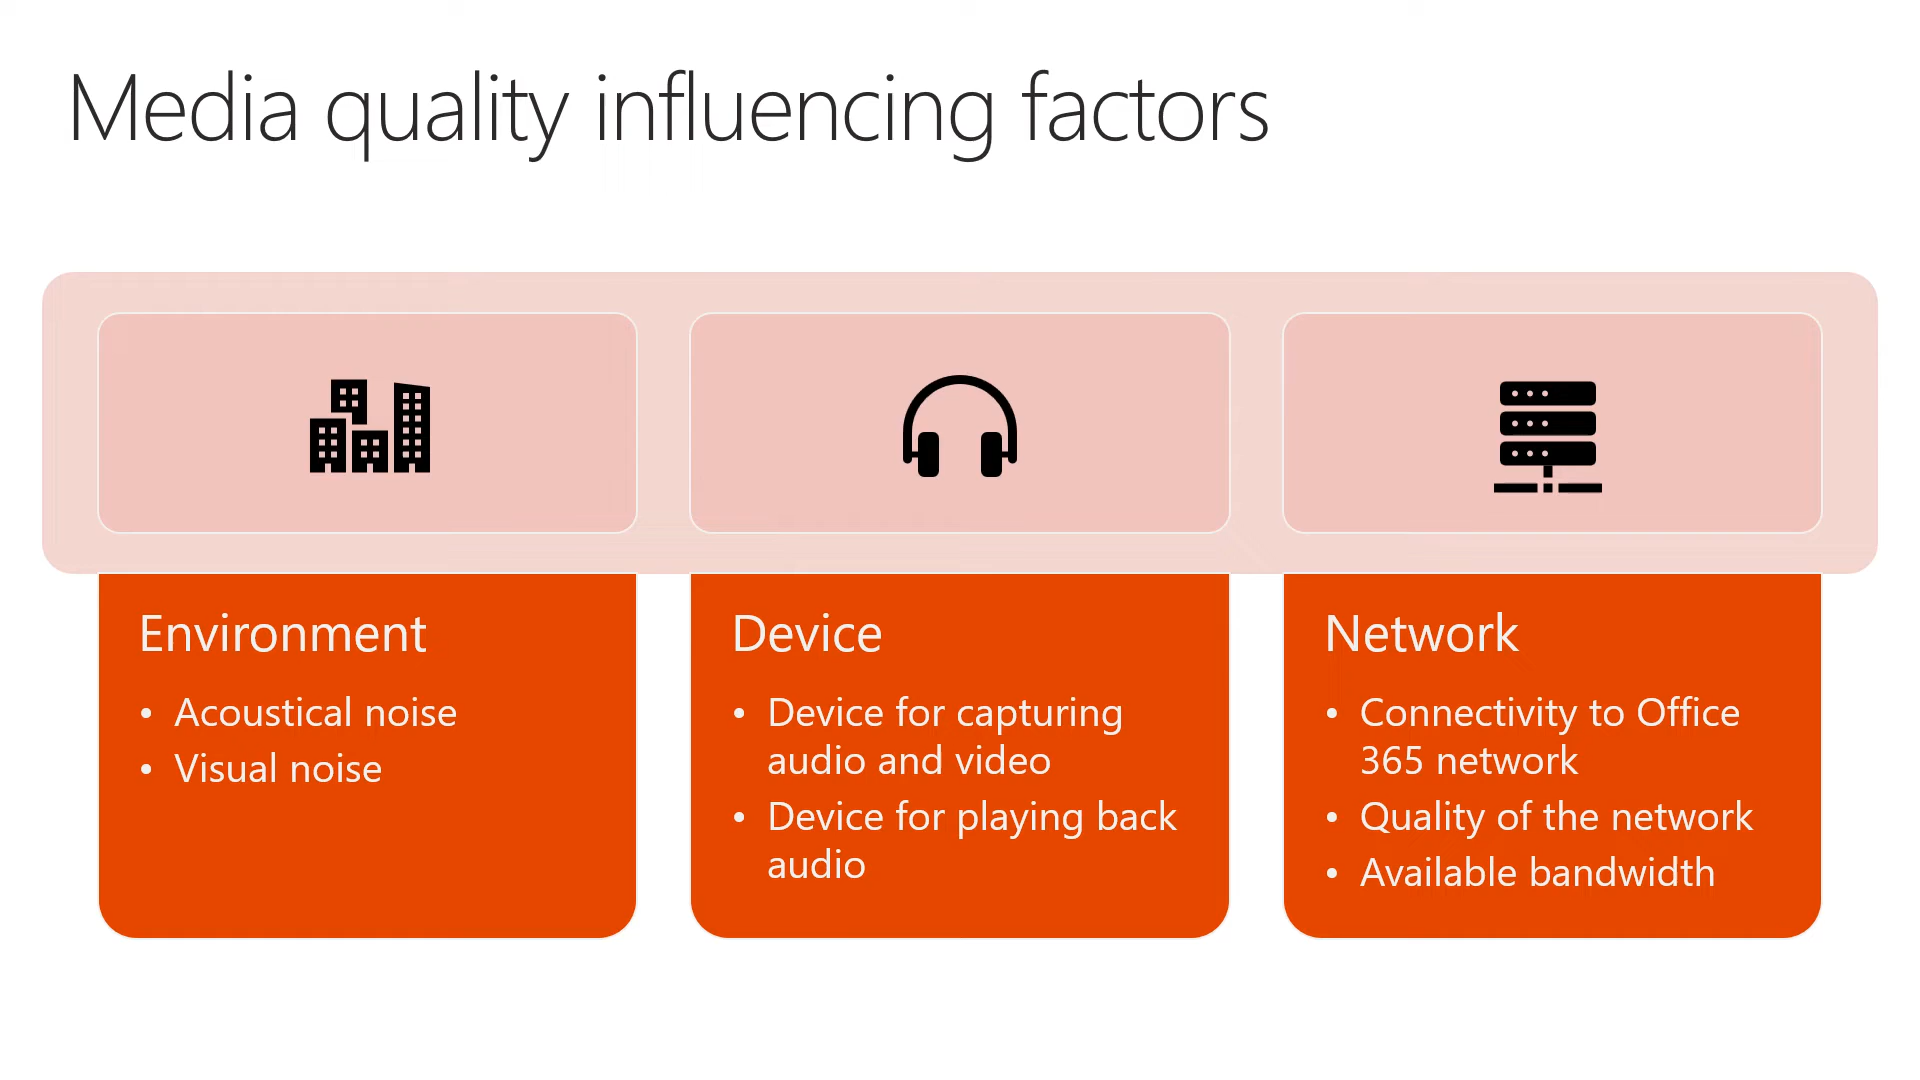 Media quality influencing factors
Environment
• Acoustical noise
• Visual noise
Device
• Device for capturing
audio and video
• Device for playing back
audio
Network
• Connectivity to Office
365 network
• Quality of the network
• Available bandwidth